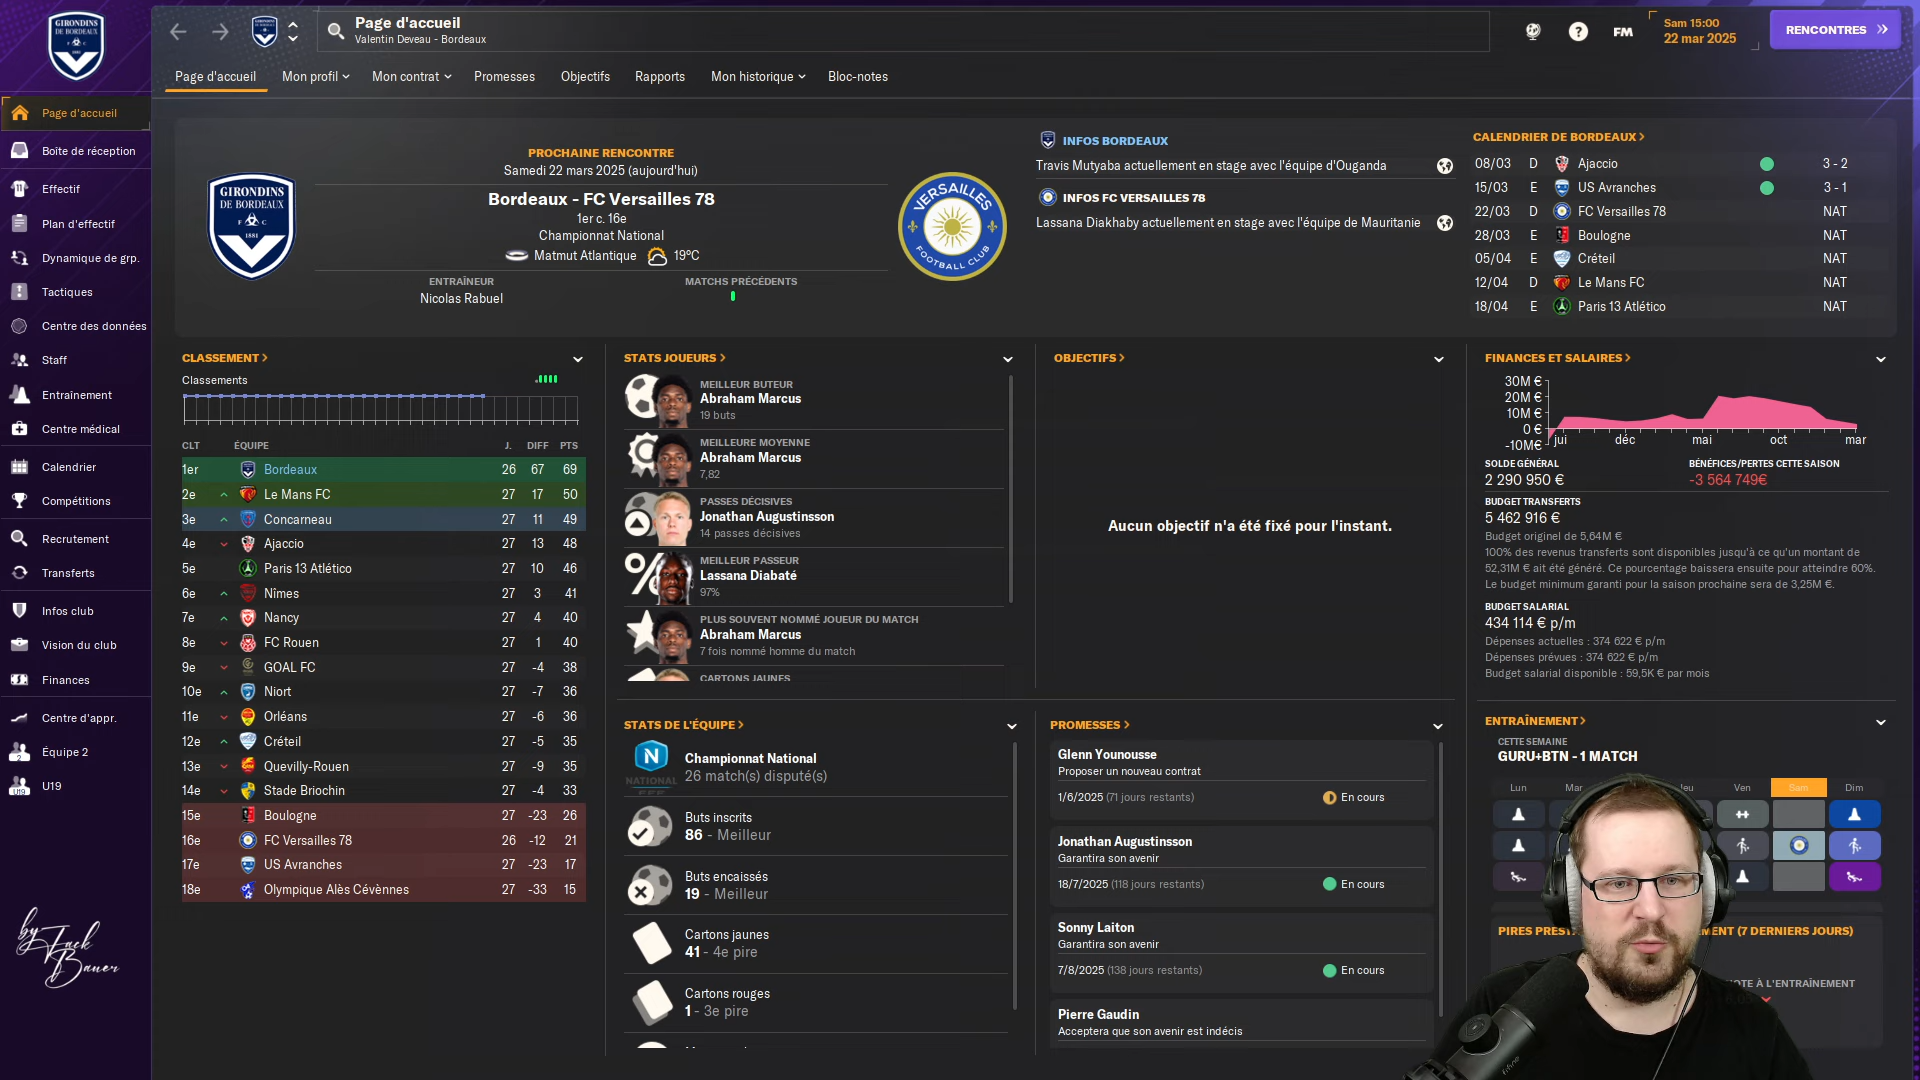 GIRONDINS
DE BORDEAUX
Page d'accueil
Valentin Deveau - Bordeaux
FM
Sam 15:00
22 mar 2025
RENCONTRES
Page d'accueil
Mon profil
Mon contrat
Promesses
Objectifs
Rapports
Mon historique
Bloc-notes
Page d'accueil
Boîte de réception
Effectif
Plan d'effectif
Dynamique de grp.
Tactiques
Centre des données
Staff
Entraînement
Centre médical
Calendrier
Compétitions
Recrutement
Transferts
Infos club
Vision du club
Finances
Centre d'appr.
2
Équipe 2
U19
U19
by Jack
Bauer
GIRONDINS
DE BORDEAUX
F C
1881
PROCHAINE RENCONTRE
Samedi 22 mars 2025 (aujourd'hui)
Bordeaux - FC Versailles 78
1er c. 16e
Championnat National
Matmut Atlantique 19°C
ENTRAÎNEUR
Nicolas Rabuel
MATCHS PRÉCÉDENTS
VERSAILLES 78
FOOTBALL CLUB
INFOS BORDEAUX
Travis Mutyaba actuellement en stage avec l'équipe d'Ouganda
INFOS FC VERSAILLES 78
Lassana Diakhaby actuellement en stage avec l'équipe de Mauritanie
CALENDRIER DE BORDEAUX
08/03 D Ajaccio 3 - 2
15/03 E US Avranches 3 - 1
22/03 D FC Versailles 78 NAT
28/03 E Boulogne NAT
05/04 E Créteil NAT
12/04 D Le Mans FC NAT
18/04 E Paris 13 Atlético NAT
CLASSEMENT
Classements
CLT ÉQUIPE J. DIFF PTS
1er Bordeaux 26 67 69
2e Le Mans FC 27 17 50
3e Concarneau 27 11 49
4e Ajaccio 27 13 48
5e Paris 13 Atlético 27 10 46
6e Nîmes 27 3 41
7e Nancy 27 4 40
8e FC Rouen 27 1 40
9e GOAL FC 27 -4 38
10e Niort 27 -7 36
11e Orléans 27 -6 36
12e Créteil 27 -5 35
13e Quevilly-Rouen 27 -9 35
14e Stade Briochin 27 -4 33
15e Boulogne 27 -23 26
16e FC Versailles 78 26 -12 21
17e US Avranches 27 -23 17
18e Olympique Alès Cévennes 27 -33 15
STATS JOUEURS
MEILLEUR BUTEUR
Abraham Marcus
19 buts
MEILLEURE MOYENNE
Abraham Marcus
7,82
PASSES DÉCISIVES
Jonathan Augustinsson
14 passes décisives
MEILLEUR PASSEUR
Lassana Diabaté
97%
PLUS SOUVENT NOMMÉ JOUEUR DU MATCH
Abraham Marcus
7 fois nommé homme du match
CARTONS JAUNES
OBJECTIFS
Aucun objectif n'a été fixé pour l'instant.
FINANCES ET SALAIRES
30M €
20M €
10M €
0 €
-10M€
jui déc mai oct mar
SOLDE GÉNÉRAL
2 290 950 €
BÉNÉFICES/PERTES CETTE SAISON
-3 564 749€
BUDGET TRANSFERTS
5 462 916 €
Budget originel de 5,64M €
100% des revenus transferts sont disponibles jusqu'à ce qu'un montant de
52,31M € ait été généré. Ce pourcentage baissera ensuite pour atteindre 60%.
Le budget minimum garanti pour la saison prochaine sera de 3,25M €.
BUDGET SALARIAL
434 114 € p/m
Dépenses actuelles : 374 622 € p/m
Dépenses prévues : 374 622 € p/m
Budget salarial disponible : 59,5K € par mois
STATS DE L'ÉQUIPE
N
NATIONAL
Championnat National
26 match(s) disputé(s)
Buts inscrits
86 - Meilleur
Buts encaissés
19 - Meilleur
Cartons jaunes
41 - 4e pire
Cartons rouges
1 - 3e pire
PROMESSES
Glenn Younousse
Proposer un nouveau contrat
1/6/2025 (71 jours restants) En cours
Jonathan Augustinsson
Garantira son avenir
18/7/2025 (118 jours restants) En cours
Sonny Laiton
Garantira son avenir
7/8/2025 (138 jours restants) En cours
Pierre Gaudin
Acceptera que son avenir est indécis
ENTRAÎNEMENT
CETTE SEMAINE
GURU+BTN - 1 MATCH
Lun Mar Jeu Ven Sam Dim
PIRES MENT (7 DERNIERS JOURS)
NOTE À L'ENTRAÎNEMENT